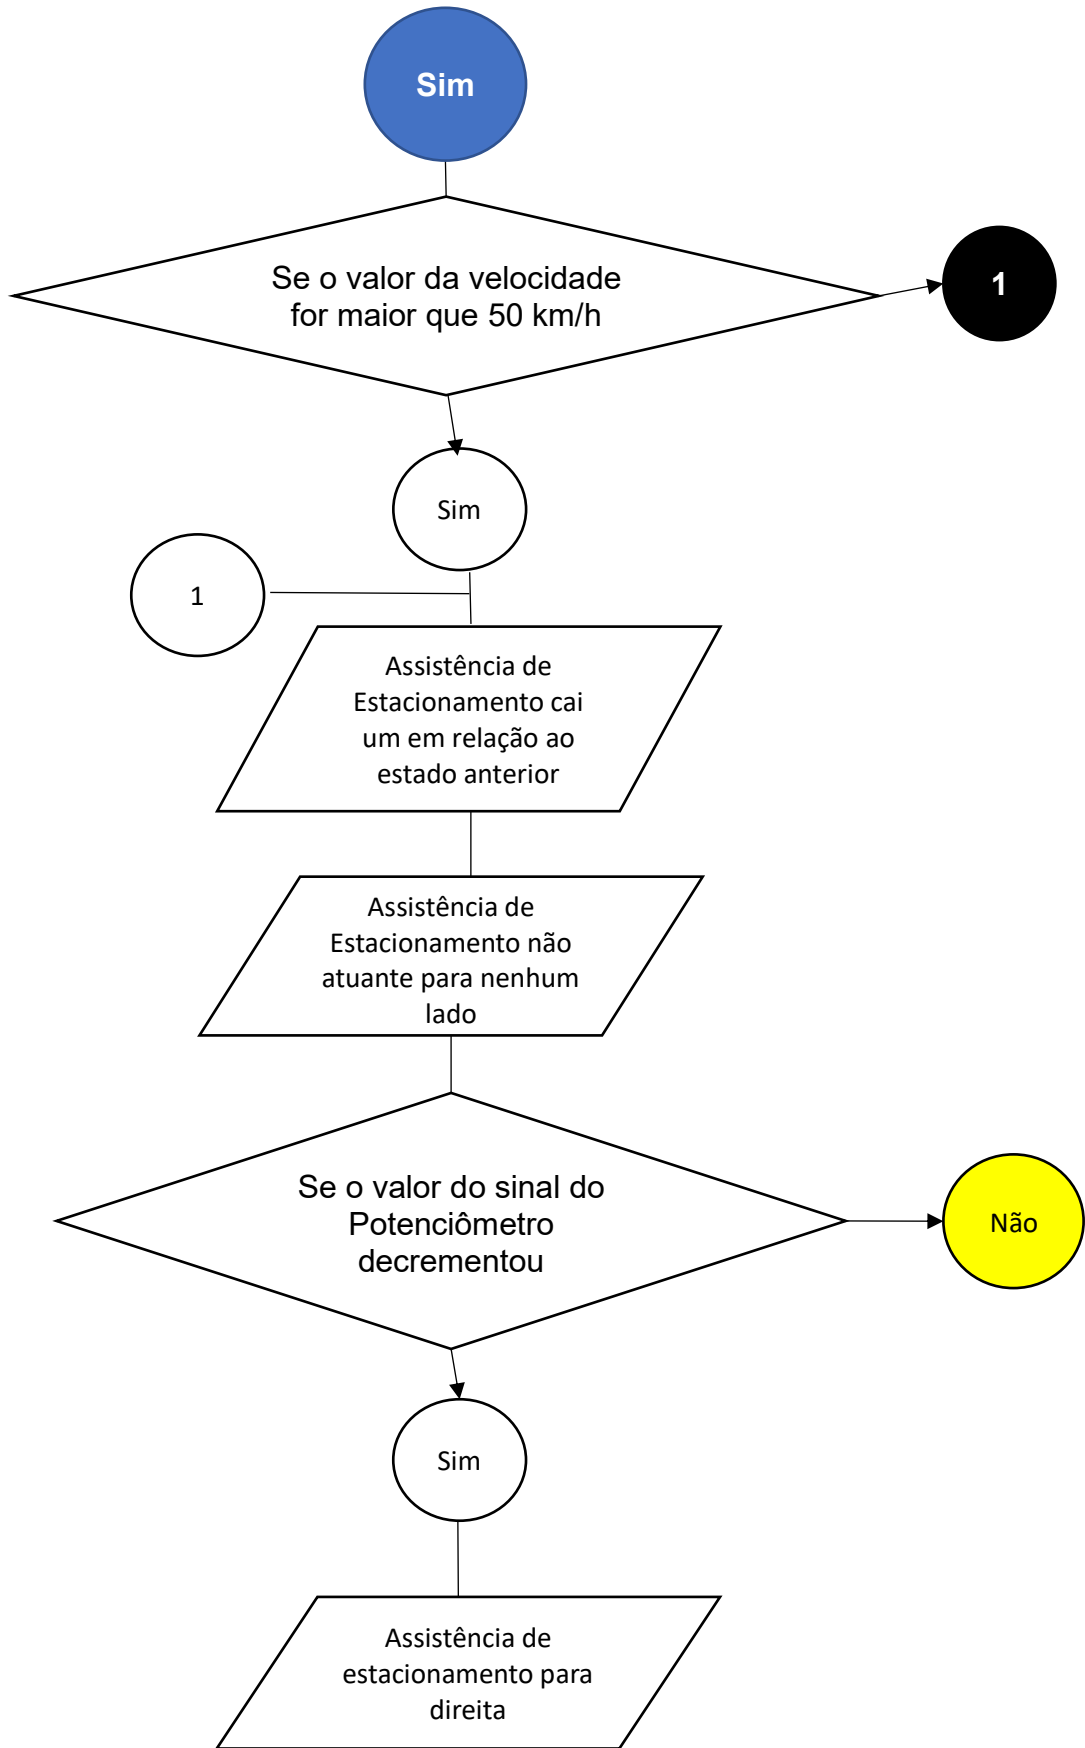 Sim
Se o valor da velocidade
for maior que 50 km/h
1
Sim
1
Assistência de
Estacionamento cai
um em relação ao
estado anterior
Assistência de
Estacionamento não
atuante para nenhum
lado
Se o valor do sinal do
Potenciômetro
decrementou
Não
Sim
Assistência de
estacionamento para
direita